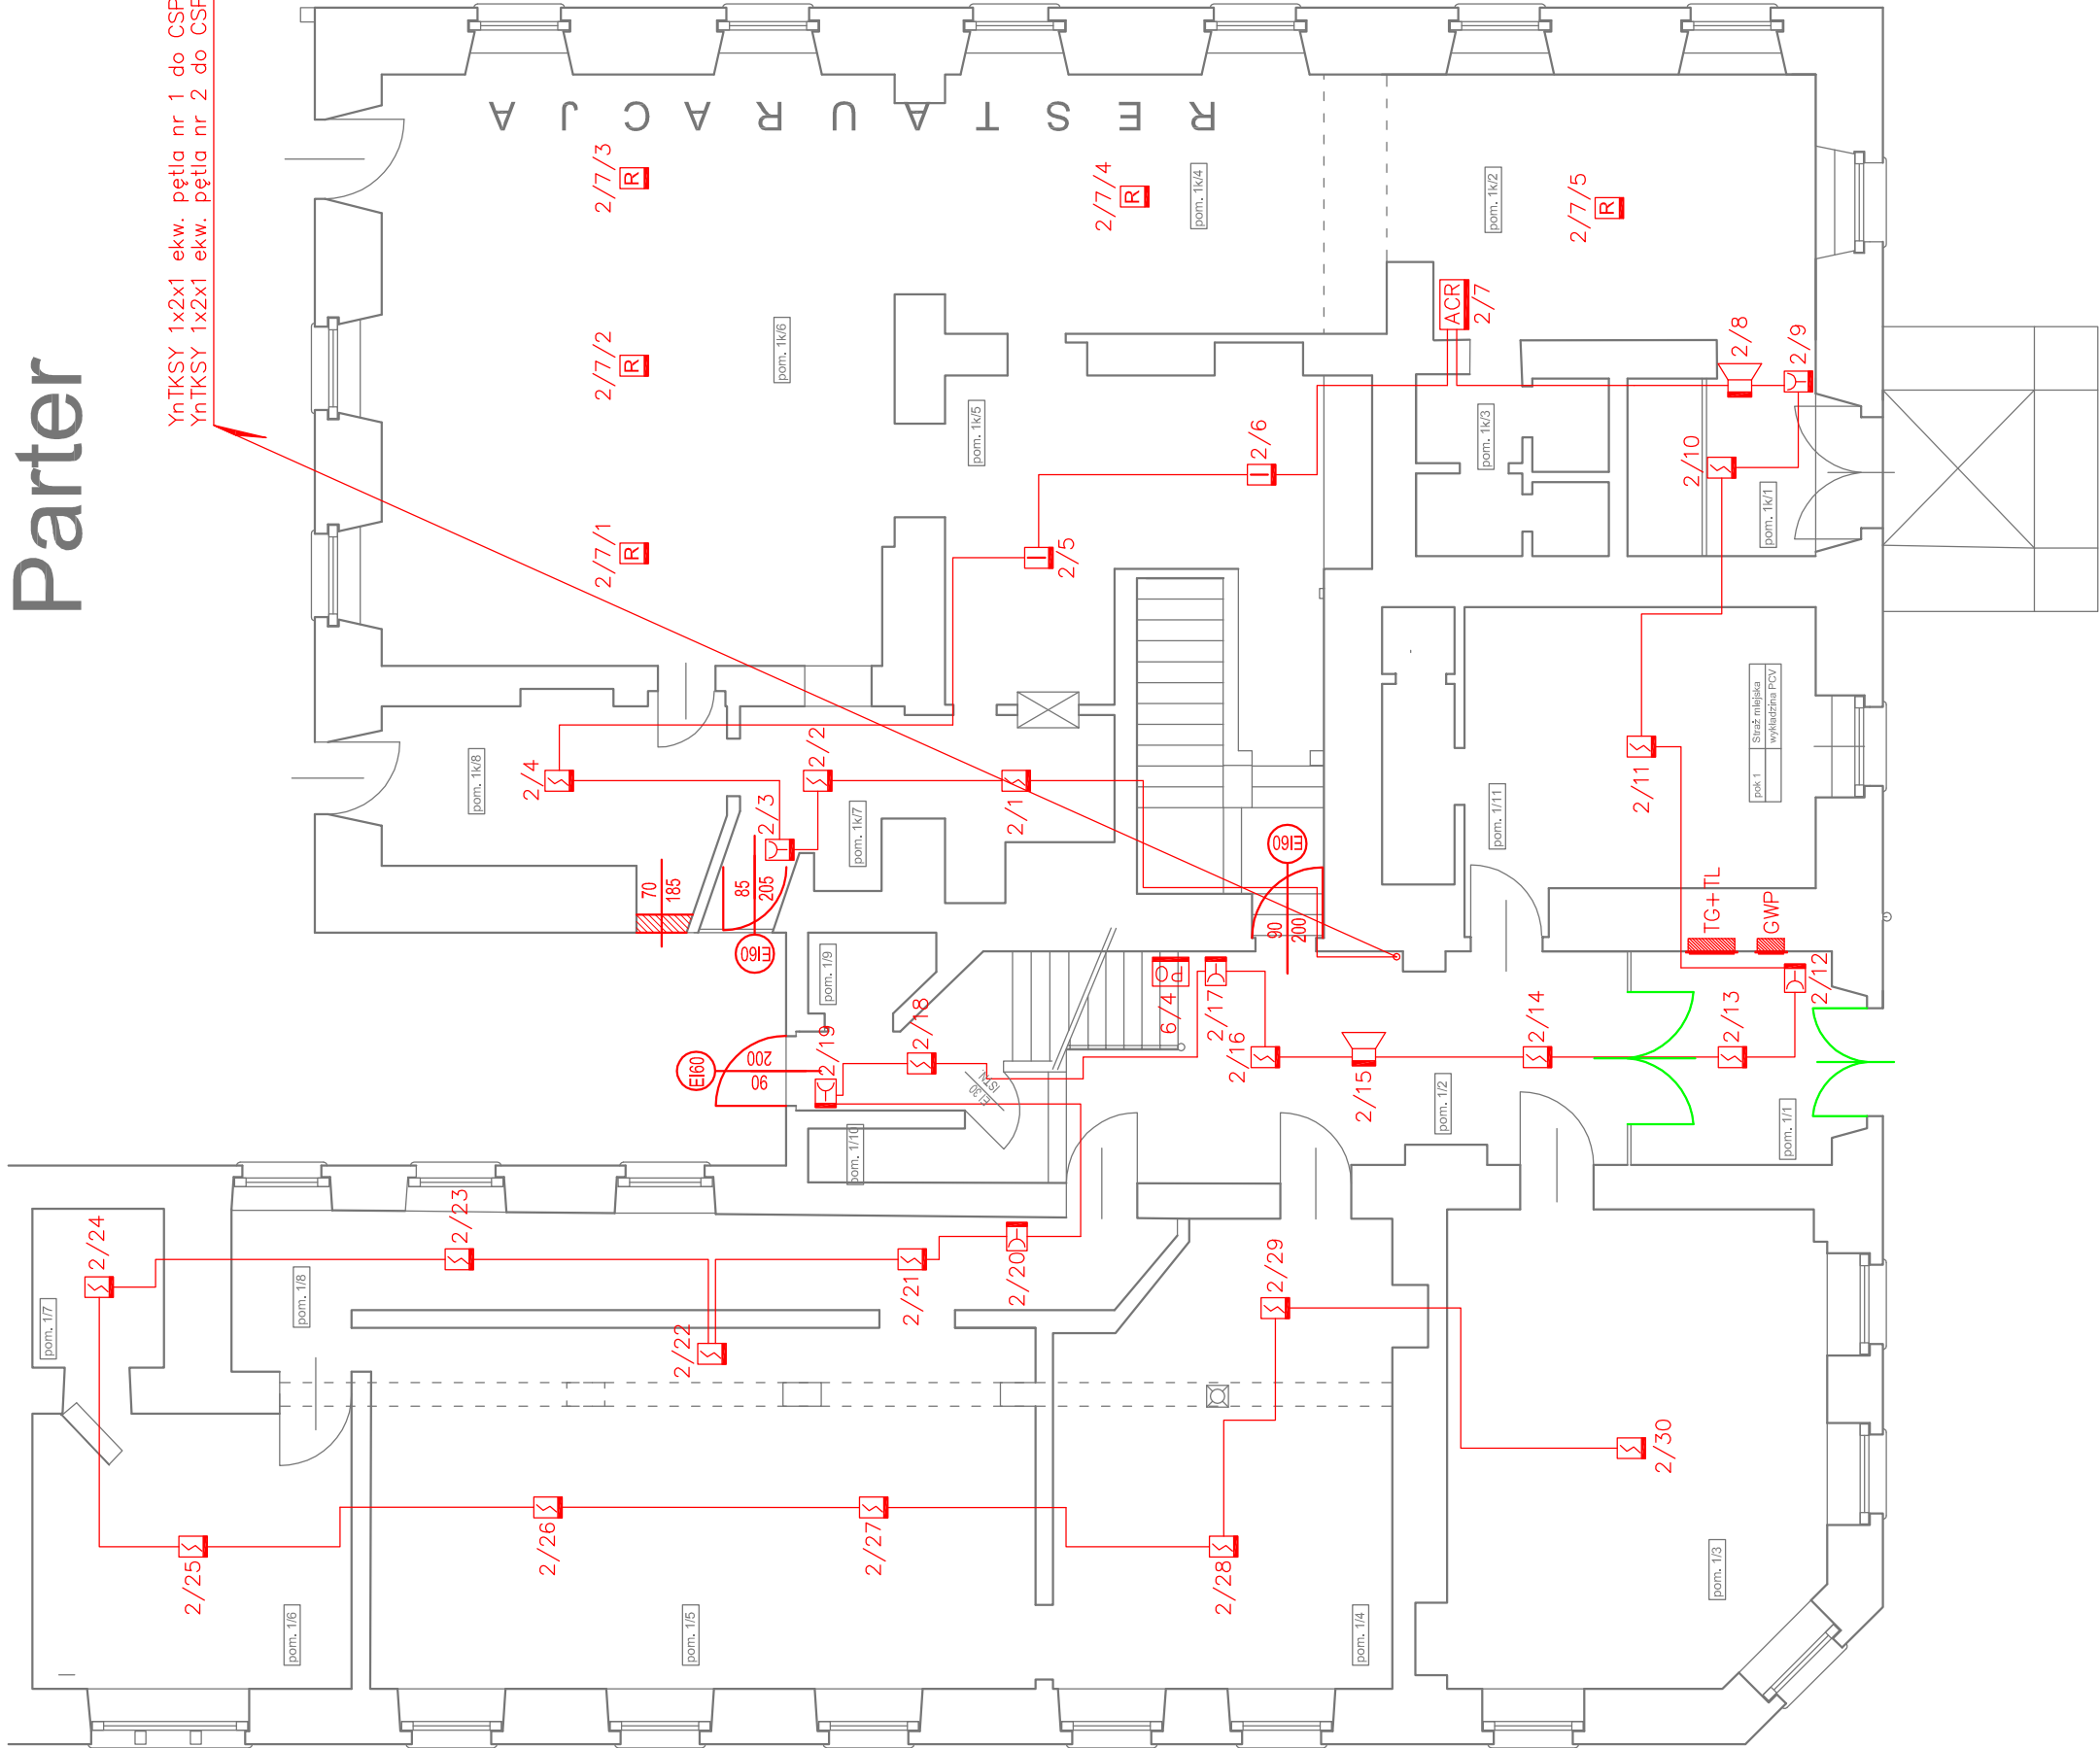 Parter
YnTKSY 1x2x1 ekw. pętla nr 1 do CSP
YnTKSY 1x2x1 ekw. pętla nr 2 do CSP
RESTAURACJA
2/7/3
R
2/7/2
R
2/7/1
R
2/7/4
R
2/7/5
R
pom. 1k/4
pom. 1k/2
pom. 1k/6
pom. 1k/5
pom. 1k/3
pom. 1k/1
pom. 1k/8
pom. 1k/7
ACR
2/7
2/8
2/9
2/10
2/6
2/5
2/4
2/3
2/2
2/1
2/11
pok 1
Straż miejska
wykładzina PCV
pom. 1/11
70
185
85
205
EI60
EI60
90
200
EI60
90
200
TG+TL
GWP
2/12
2/13
2/14
2/15
2/16
2/17
6/4
PO
2/18
2/19
pom. 1/9
pom. 1/10
EI 30
ISTN.
pom. 1/2
pom. 1/1
2/20
2/21
2/22
2/23
2/24
pom. 1/7
pom. 1/8
2/25
2/26
2/27
2/28
2/29
2/30
pom. 1/6
pom. 1/5
pom. 1/4
pom. 1/3